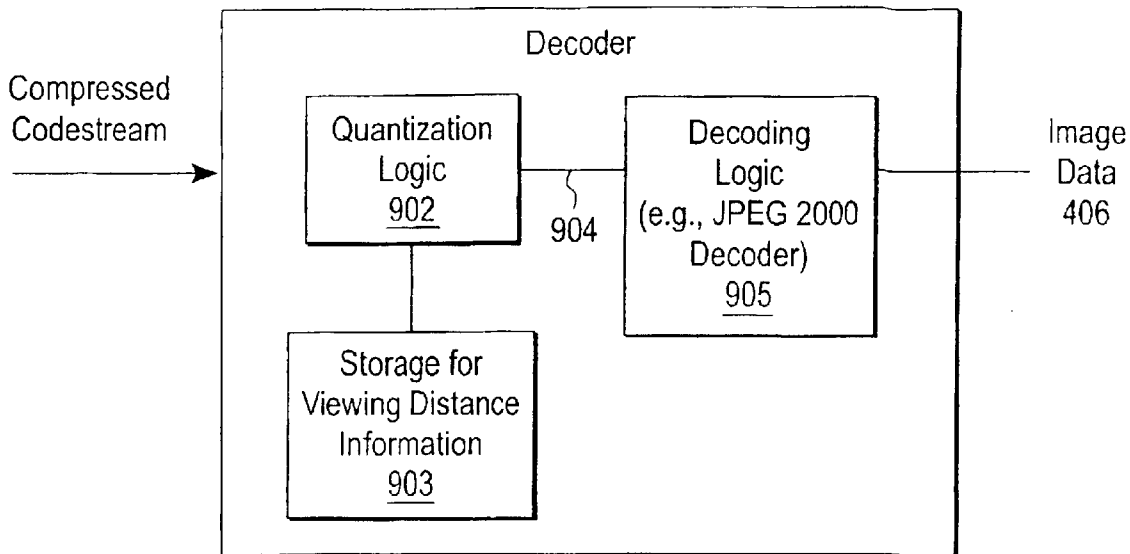 Decoder
Compressed
Codestream
Quantization
Logic
902
904
Decoding
Logic
(e.g., JPEG 2000
Decoder)
905
Image
Data
406
Storage for
Viewing Distance
Information
903